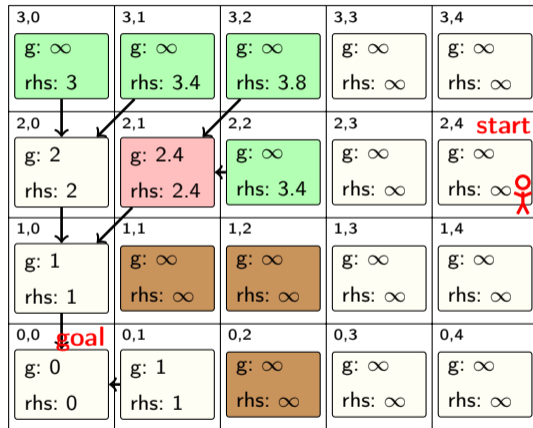 3,0 3,1 3,2 3,3 3,4
g: ∞ g: ∞ g: ∞ g: ∞ g: ∞
rhs: 3 rhs: 3.4 rhs: 3.8 rhs: ∞ rhs: ∞
2,0 2,1 2,2 2,3 2,4 start
g: 2 g: 2.4 g: ∞ g: ∞ g: ∞
rhs: 2 rhs: 2.4 rhs: 3.4 rhs: ∞ rhs: ∞
1,0 1,1 1,2 1,3 1,4
g: 1 g: ∞ g: ∞ g: ∞ g: ∞
rhs: 1 rhs: ∞ rhs: ∞ rhs: ∞ rhs: ∞
0,0 goal 0,1 0,2 0,3 0,4
g: 0 g: 1 g: ∞ g: ∞ g: ∞
rhs: 0 rhs: 1 rhs: ∞ rhs: ∞ rhs: ∞